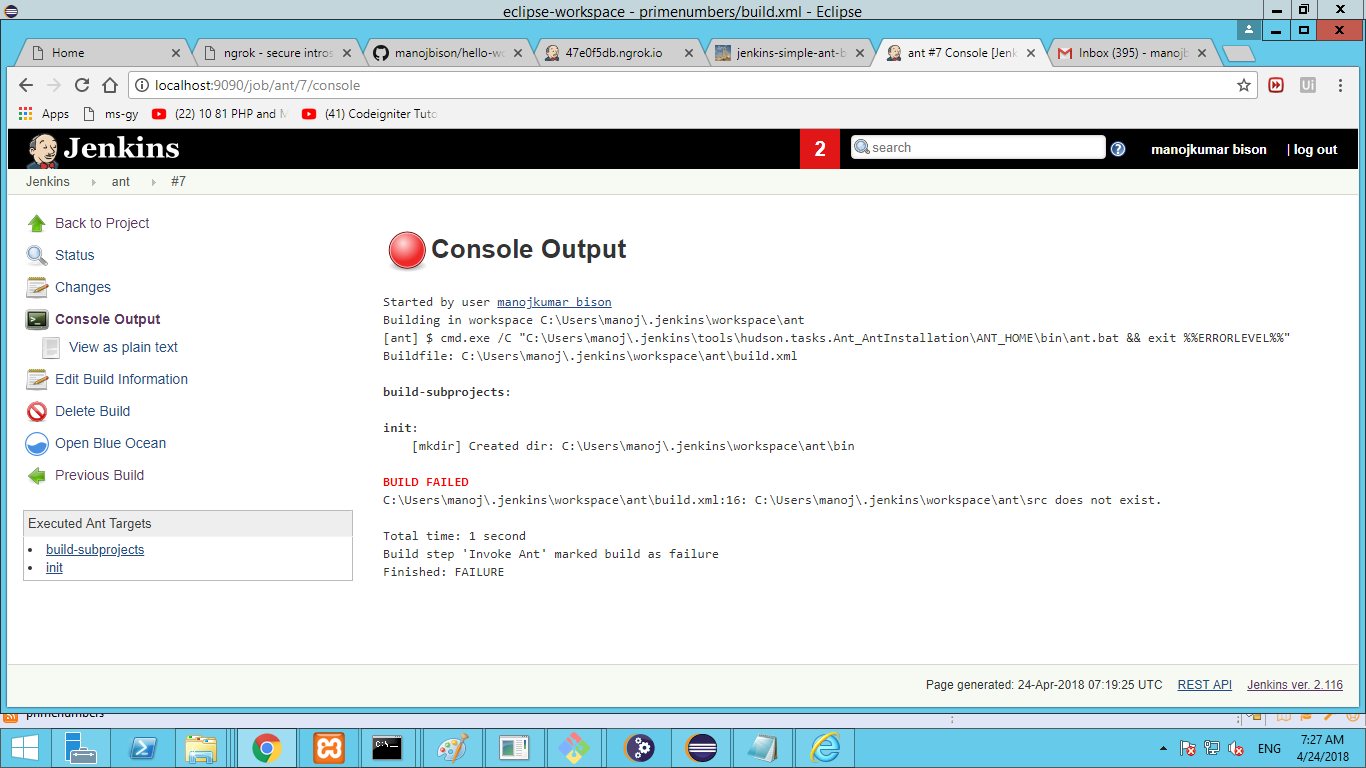 eclipse-workspace - primenumbers/build.xml - Eclipse
Home
ngrok - secure intros
manojbison/hello-wo
47e0f5db.ngrok.io
jenkins-simple-ant-b
ant #7 Console [Jenk
Inbox (395) - manojb
localhost:9090/job/ant/7/console
Ui
Apps
ms-gy
(22) 10 81 PHP and M
(41) Codeigniter Tuto
Jenkins
2
search
manojkumar bison
| log out
Jenkins
ant
#7
Back to Project
Status
Changes
Console Output
View as plain text
Edit Build Information
Delete Build
Open Blue Ocean
Previous Build
Executed Ant Targets
build-subprojects
init
Console Output
Started by user manojkumar bison
Building in workspace C:\Users\manoj\.jenkins\workspace\ant
[ant] $ cmd.exe /C "C:\Users\manoj\.jenkins\tools\hudson.tasks.Ant_AntInstallation\ANT_HOME\bin\ant.bat && exit %%ERRORLEVEL%%"
Buildfile: C:\Users\manoj\.jenkins\workspace\ant\build.xml
build-subprojects:
init:
[mkdir] Created dir: C:\Users\manoj\.jenkins\workspace\ant\bin
BUILD FAILED
C:\Users\manoj\.jenkins\workspace\ant\build.xml:16: C:\Users\manoj\.jenkins\workspace\ant\src does not exist.
Total time: 1 second
Build step 'Invoke Ant' marked build as failure
Finished: FAILURE
Page generated: 24-Apr-2018 07:19:25 UTC
REST API
Jenkins ver. 2.116
primenumbers
ENG
7:27 AM
4/24/2018